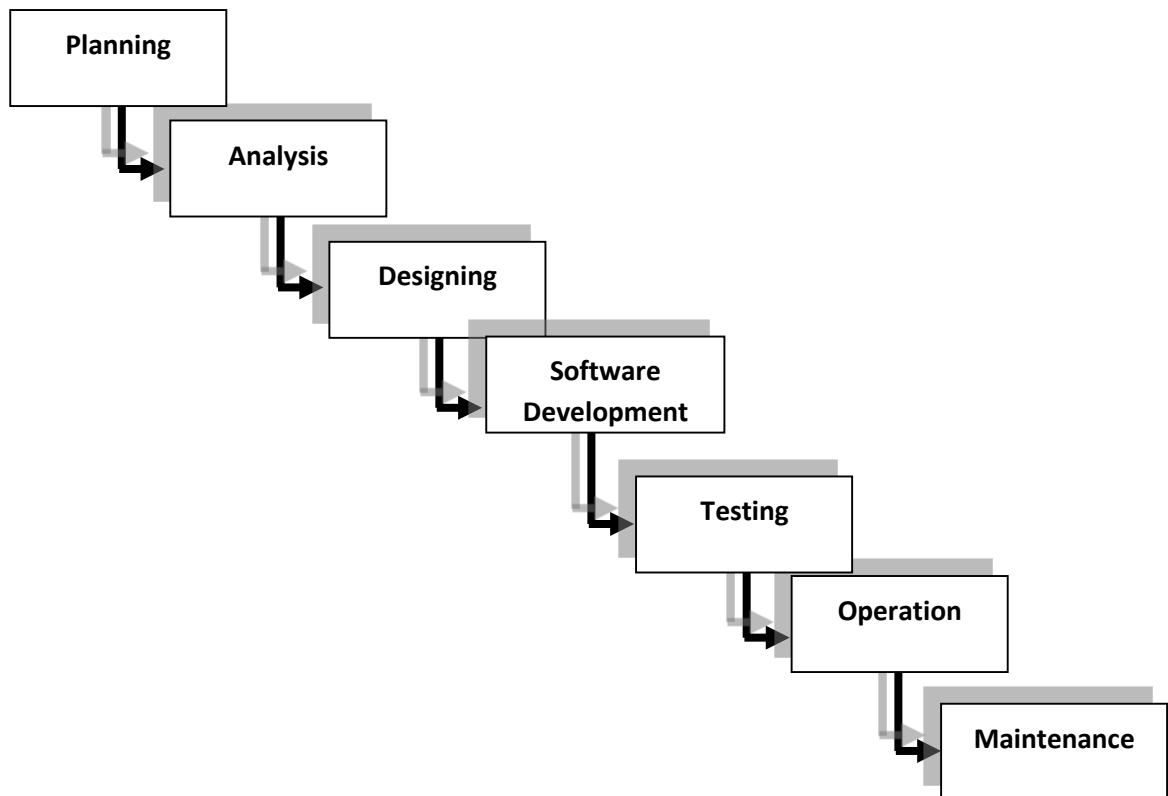 Planning
Analysis
Designing
Software
Development
Testing
Operation
Maintenance